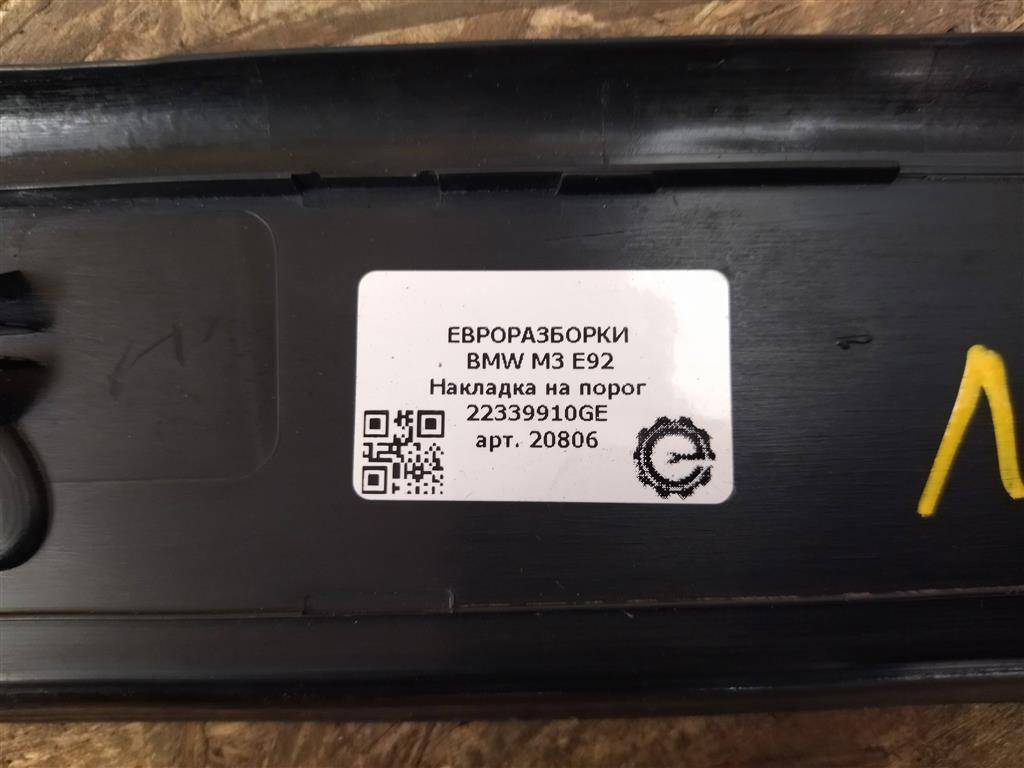 ЕВРОРАЗБОРКИ
BMW M3 E92
Накладка на порог
22339910GE
арт. 20806